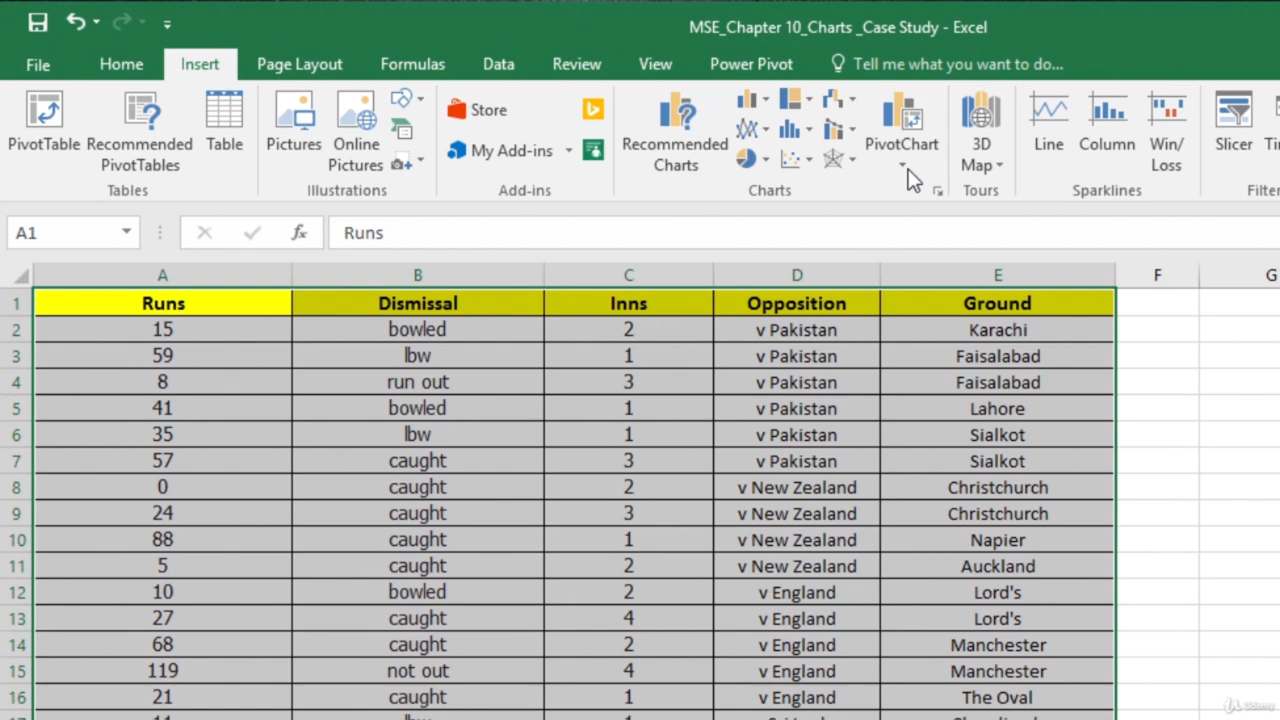 MSE_Chapter 10_Charts _Case Study - Excel
File Home Insert Page Layout Formulas Data Review View Power Pivot Tell me what you want to do...
PivotTable Recommended PivotTables Table Pictures Online Pictures Store My Add-ins Recommended Charts PivotChart 3D Map Line Column Win/ Loss Slicer
Tables Illustrations Add-ins Charts Tours Sparklines
A1 fx Runs
A B C D E F G
1 Runs Dismissal Inns Opposition Ground
2 15 bowled 2 v Pakistan Karachi
3 59 lbw 1 v Pakistan Faisalabad
4 8 run out 3 v Pakistan Faisalabad
5 41 bowled 1 v Pakistan Lahore
6 35 lbw 1 v Pakistan Sialkot
7 57 caught 3 v Pakistan Sialkot
8 0 caught 2 v New Zealand Christchurch
9 24 caught 3 v New Zealand Christchurch
10 88 caught 1 v New Zealand Napier
11 5 caught 2 v New Zealand Auckland
12 10 bowled 2 v England Lord's
13 27 caught 4 v England Lord's
14 68 caught 2 v England Manchester
15 119 not out 4 v England Manchester
16 21 caught 1 v England The Oval
Udemy